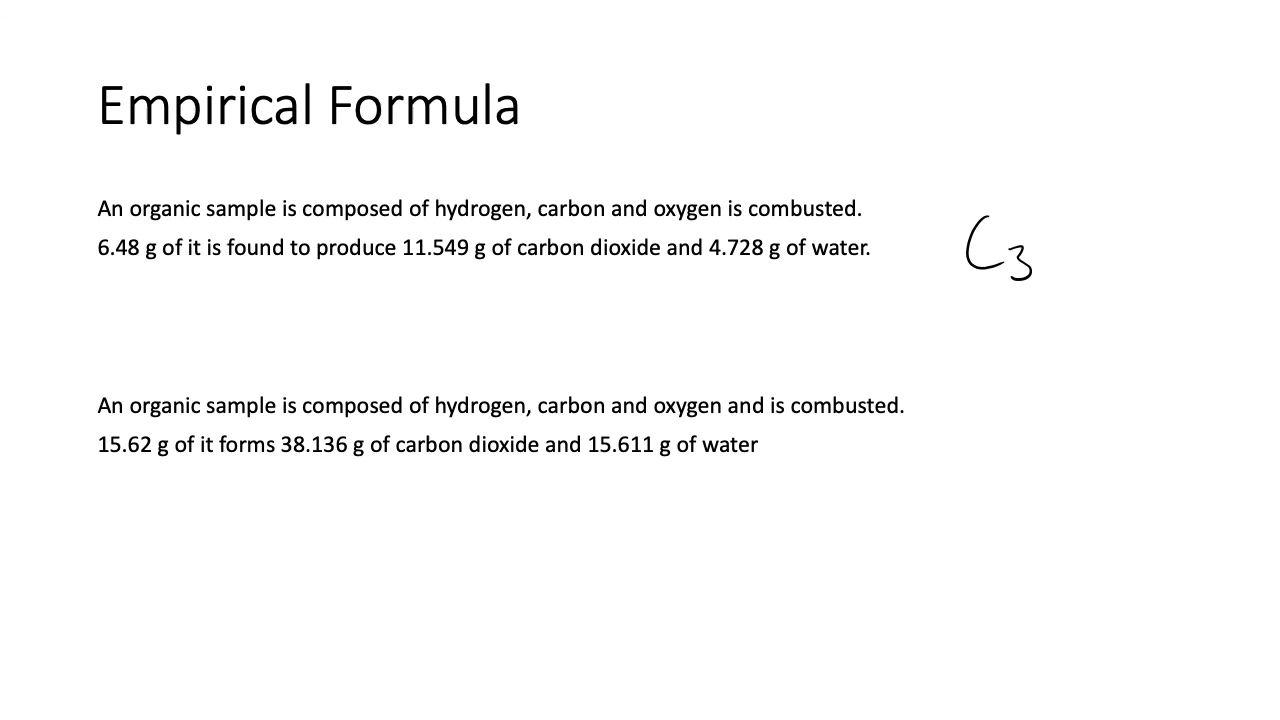 Empirical Formula
An organic sample is composed of hydrogen, carbon and oxygen is combusted.
6.48 g of it is found to produce 11.549 g of carbon dioxide and 4.728 g of water.
C3
An organic sample is composed of hydrogen, carbon and oxygen and is combusted.
15.62 g of it forms 38.136 g of carbon dioxide and 15.611 g of water